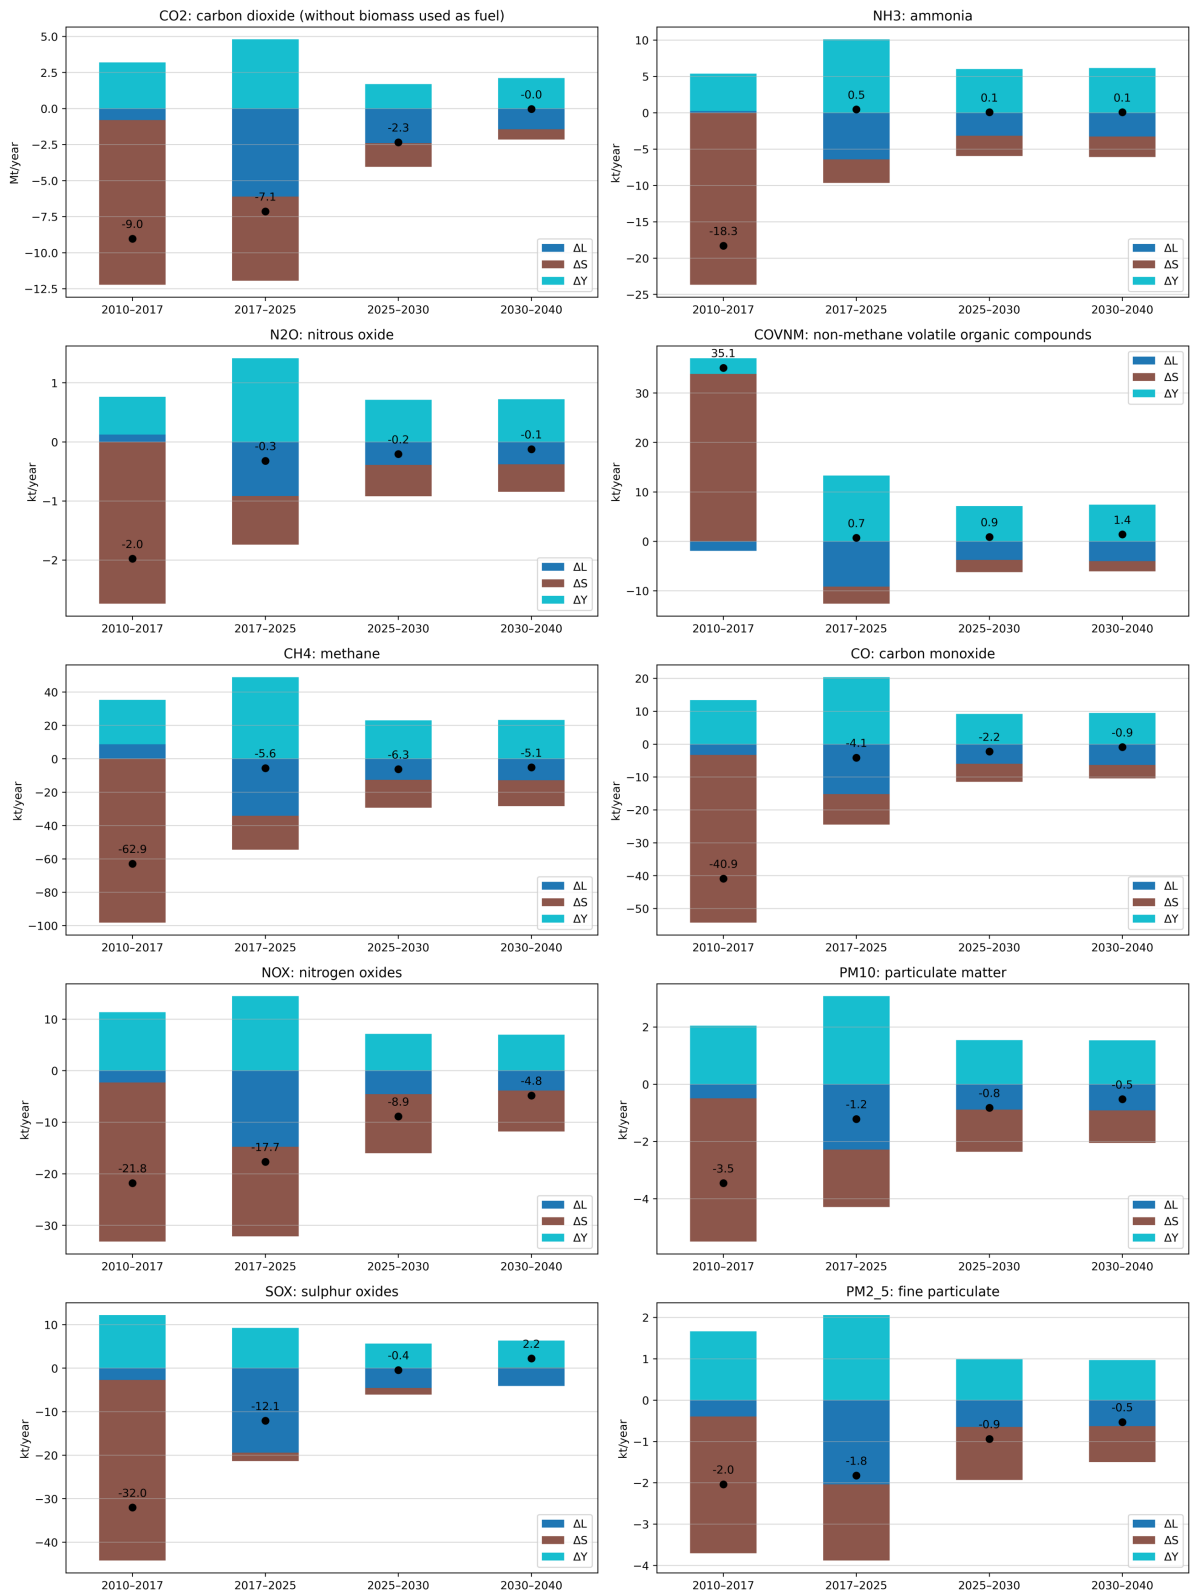 CO2: carbon dioxide (without biomass used as fuel)
5.0
2.5
0.0
−2.5
−5.0
−7.5
−10.0
−12.5
Mt/year
-9.0
-7.1
-2.3
-0.0
ΔL
ΔS
ΔY
2010–2017
2017–2025
2025–2030
2030–2040
NH3: ammonia
10
5
0
−5
−10
−15
−20
−25
kt/year
-18.3
0.5
0.1
0.1
ΔL
ΔS
ΔY
2010–2017
2017–2025
2025–2030
2030–2040
N2O: nitrous oxide
1
0
−1
−2
kt/year
-2.0
-0.3
-0.2
-0.1
ΔL
ΔS
ΔY
2010–2017
2017–2025
2025–2030
2030–2040
COVNM: non-methane volatile organic compounds
30
20
10
0
−10
kt/year
35.1
0.7
0.9
1.4
ΔL
ΔS
ΔY
2010–2017
2017–2025
2025–2030
2030–2040
CH4: methane
40
20
0
−20
−40
−60
−80
−100
kt/year
-62.9
-5.6
-6.3
-5.1
ΔL
ΔS
ΔY
2010–2017
2017–2025
2025–2030
2030–2040
CO: carbon monoxide
20
10
0
−10
−20
−30
−40
−50
kt/year
-40.9
-4.1
-2.2
-0.9
ΔL
ΔS
ΔY
2010–2017
2017–2025
2025–2030
2030–2040
NOX: nitrogen oxides
10
0
−10
−20
−30
kt/year
-21.8
-17.7
-8.9
-4.8
ΔL
ΔS
ΔY
2010–2017
2017–2025
2025–2030
2030–2040
PM10: particulate matter
2
0
−2
−4
kt/year
-3.5
-1.2
-0.8
-0.5
ΔL
ΔS
ΔY
2010–2017
2017–2025
2025–2030
2030–2040
SOX: sulphur oxides
10
0
−10
−20
−30
−40
kt/year
-32.0
-12.1
-0.4
2.2
ΔL
ΔS
ΔY
2010–2017
2017–2025
2025–2030
2030–2040
PM2_5: fine particulate
2
1
0
−1
−2
−3
−4
kt/year
-2.0
-1.8
-0.9
-0.5
ΔL
ΔS
ΔY
2010–2017
2017–2025
2025–2030
2030–2040